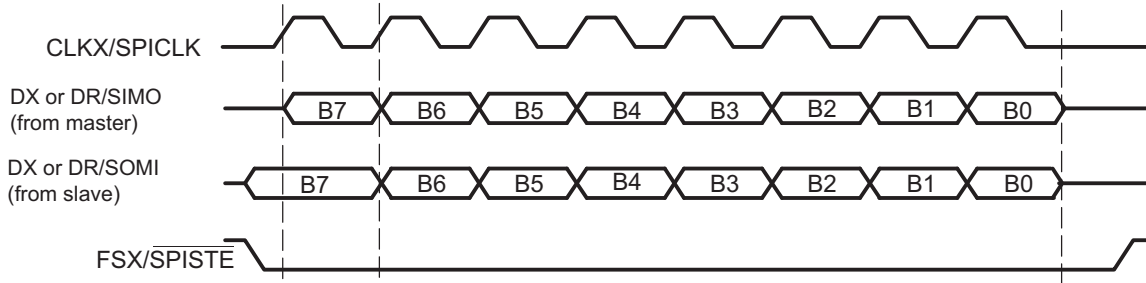 CLKX/SPICLK
DX or DR/SIMO
(from master)
B7 B6 B5 B4 B3 B2 B1 B0
DX or DR/SOMI
(from slave)
B7 B6 B5 B4 B3 B2 B1 B0
FSX/SPISTE